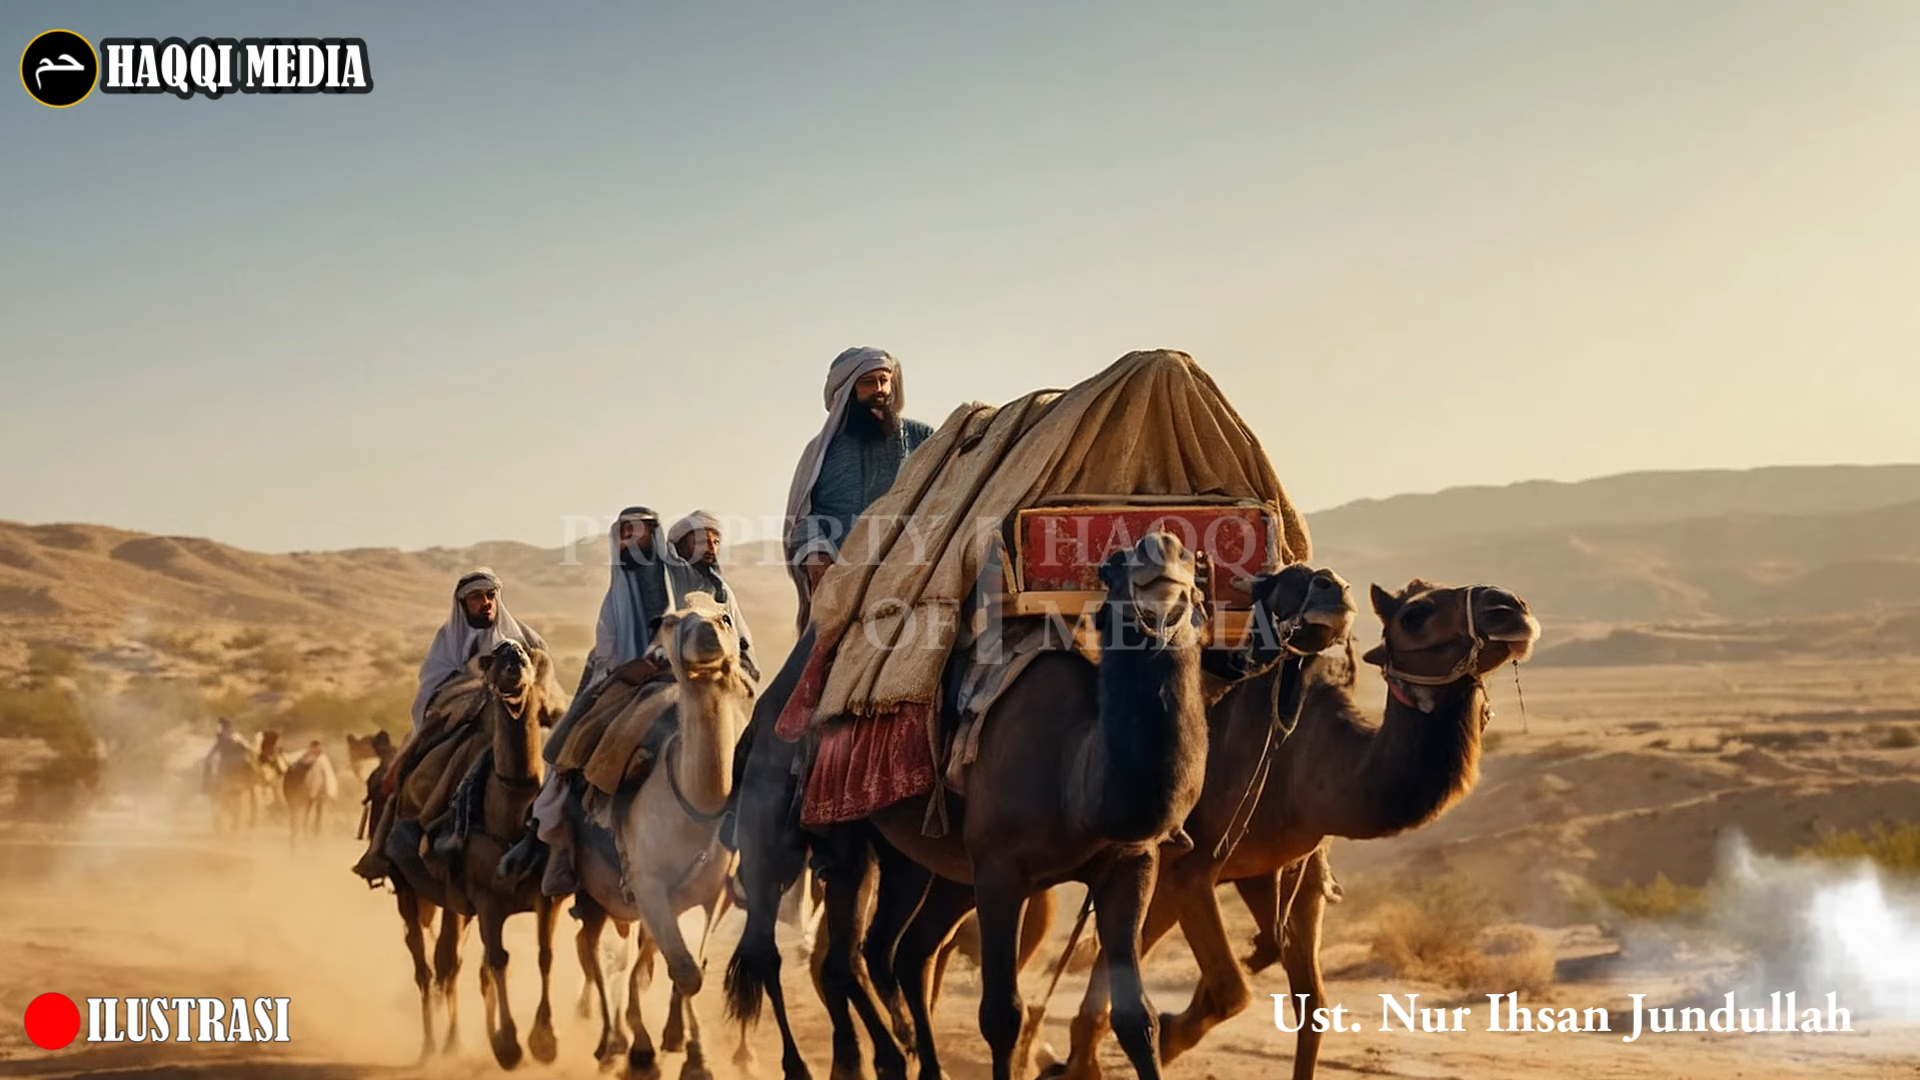 حم
HAQQI MEDIA
PROPERTY HAQQI
OF MEDIA
ILUSTRASI
Ust. Nur Ihsan Jundullah